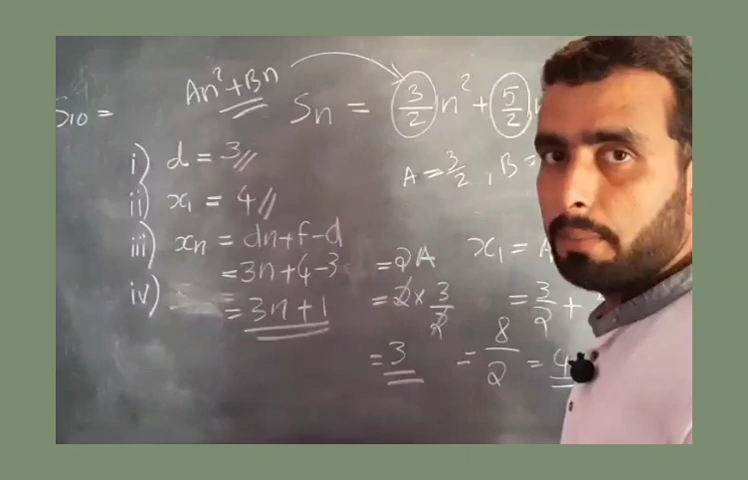 An² + Bn
S₁₀ =
Sn = 3/2 n² + 5/2 n
i) d = 3
A = 3/2 , B =
ii) x₁ = 4
iii) xn = dn + f - d
= 3n + 4 - 3
= 3n + 1
iv)
= 2A
= 2 × 3/2
= 3
x₁ = A
= 3/2 +
= 8/2 = 4